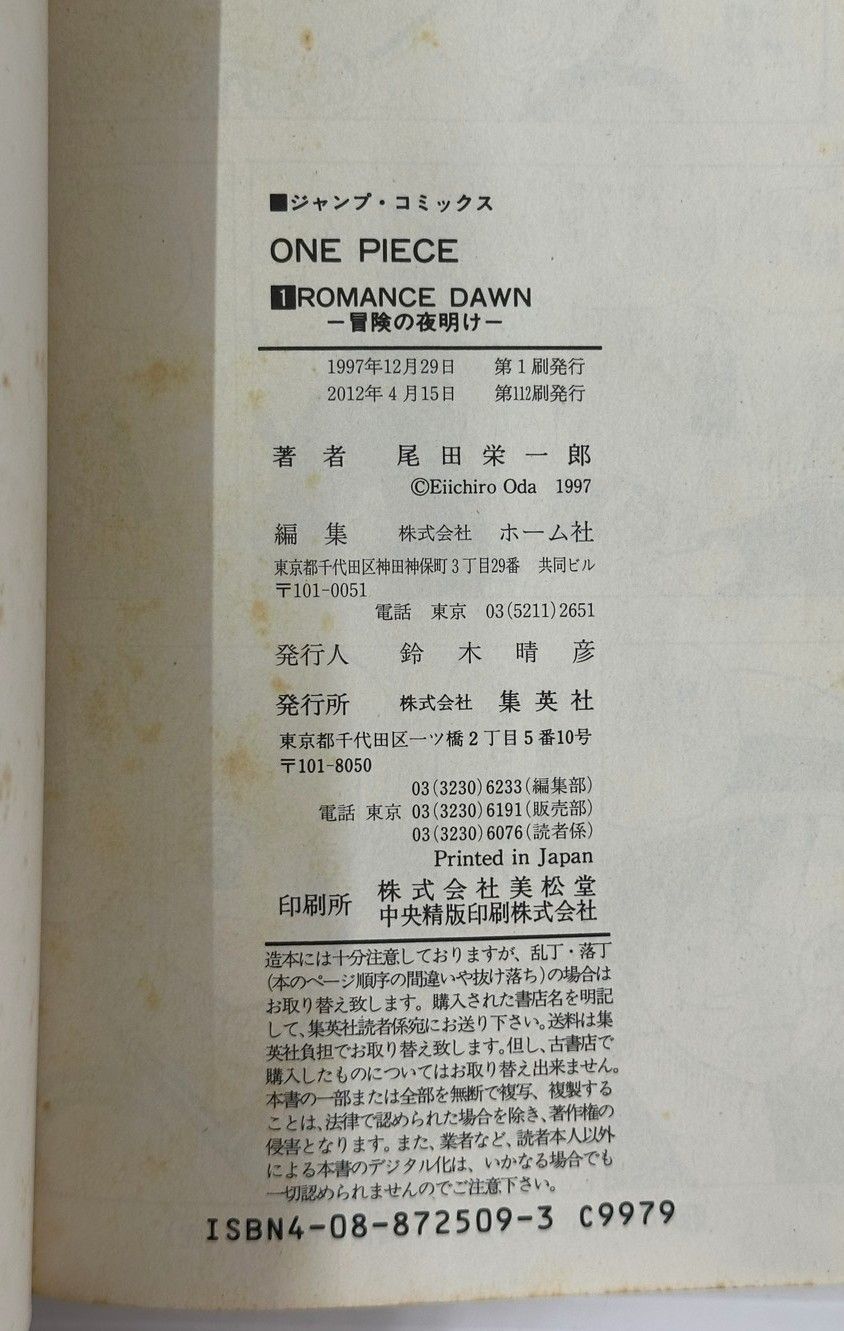 ■ジャンプ・コミックス
ONE PIECE
1ROMANCE DAWN
―冒険の夜明け―
1997年12月29日　第1刷発行
2012年4月15日　第112刷発行
著者　尾田栄一郎
©Eiichiro Oda 1997
編集　株式会社 ホーム社
東京都千代田区神田神保町3丁目29番　共同ビル
〒101-0051
電話　東京　03(5211)2651
発行人　鈴木晴彦
発行所　株式会社 集英社
東京都千代田区一ツ橋2丁目5番10号
〒101-8050
03(3230)6233(編集部)
電話 東京 03(3230)6191(販売部)
03(3230)6076(読者係)
Printed in Japan
印刷所　株式会社美松堂
中央精版印刷株式会社
造本には十分注意しておりますが、乱丁・落丁
(本のページ順序の間違いや抜け落ち)の場合は
お取り替え致します。購入された書店名を明記
して、集英社読者係宛にお送り下さい。送料は集
英社負担でお取り替え致します。但し、古書店で
購入したものについてはお取り替え出来ません。
本書の一部または全部を無断で複写、複製する
ことは、法律で認められた場合を除き、著作権の
侵害となります。また、業者など、読者本人以外
による本書のデジタル化は、いかなる場合でも
一切認められませんのでご注意下さい。
ISBN4-08-872509-3 C9979